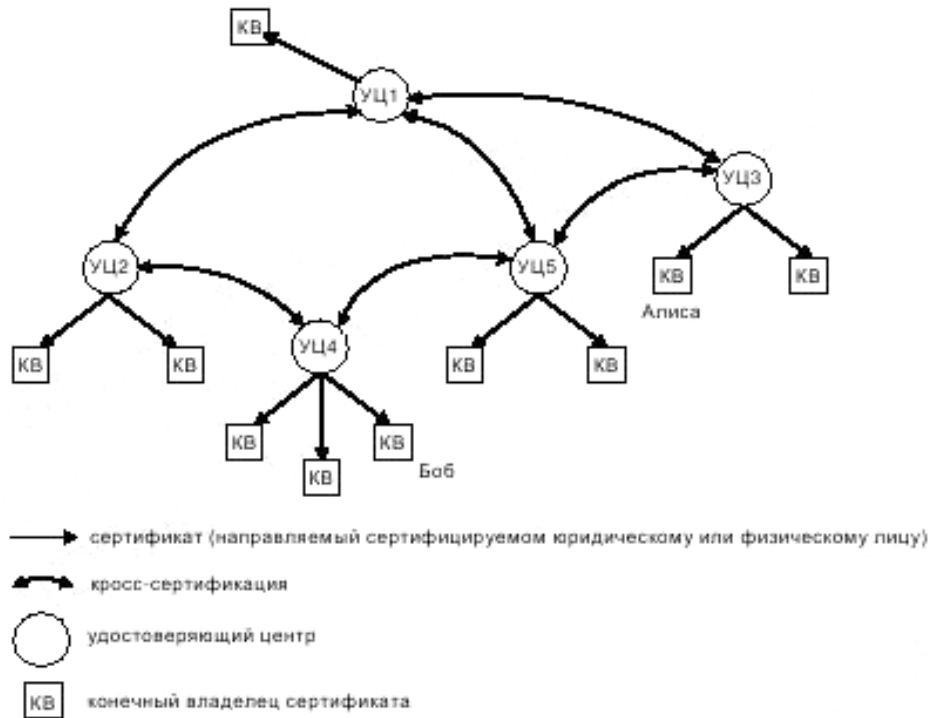 КВ
УЦ1
УЦ3
УЦ2
УЦ5
КВ
КВ
Алиса
УЦ4
КВ
КВ
КВ
КВ
КВ
КВ
Боб
КВ
сертификат (направляемый сертифицируемом юридическому или физическому лицу)
кросс-сертификация
удостоверяющий центр
КВ конечный владелец сертификата